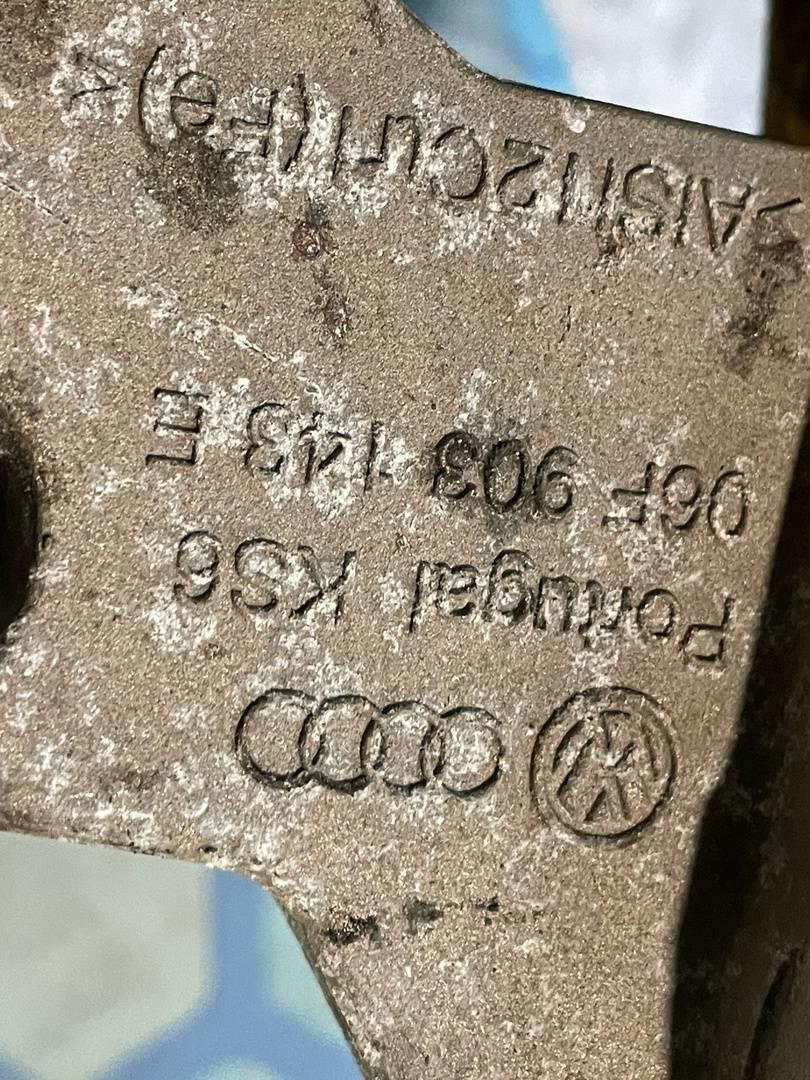 Portugal KS6
06F 903 143 E
>AlSi12Cu1(Fe)<